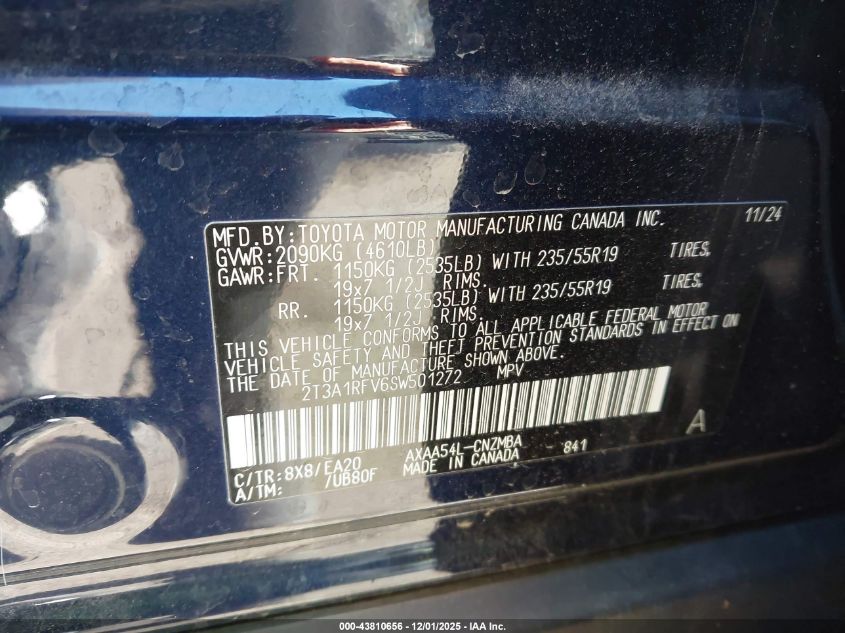 MFD.BY:TOYOTA MOTOR MANUFACTURING CANADA INC. 11/24
GVWR:2090KG (4610LB)
GAWR:FRT. 1150KG (2535LB) WITH 235/55R19 TIRES,
19x7 1/2J RIMS.
RR. 1150KG (2535LB) WITH 235/55R19 TIRES,
19x7 1/2J RIMS.
THIS VEHICLE CONFORMS TO ALL APPLICABLE FEDERAL MOTOR
VEHICLE SAFETY AND THEFT PREVENTION STANDARDS IN EFFECT ON
THE DATE OF MANUFACTURE SHOWN ABOVE.
2T3A1RFV6SW501272 MPV
A
C/TR:8X8/EA20 AXAA54L-CNZMBA 841
A/TM: /UB80F MADE IN CANADA
000-43810656 - 12/01/2025 - IAA Inc.